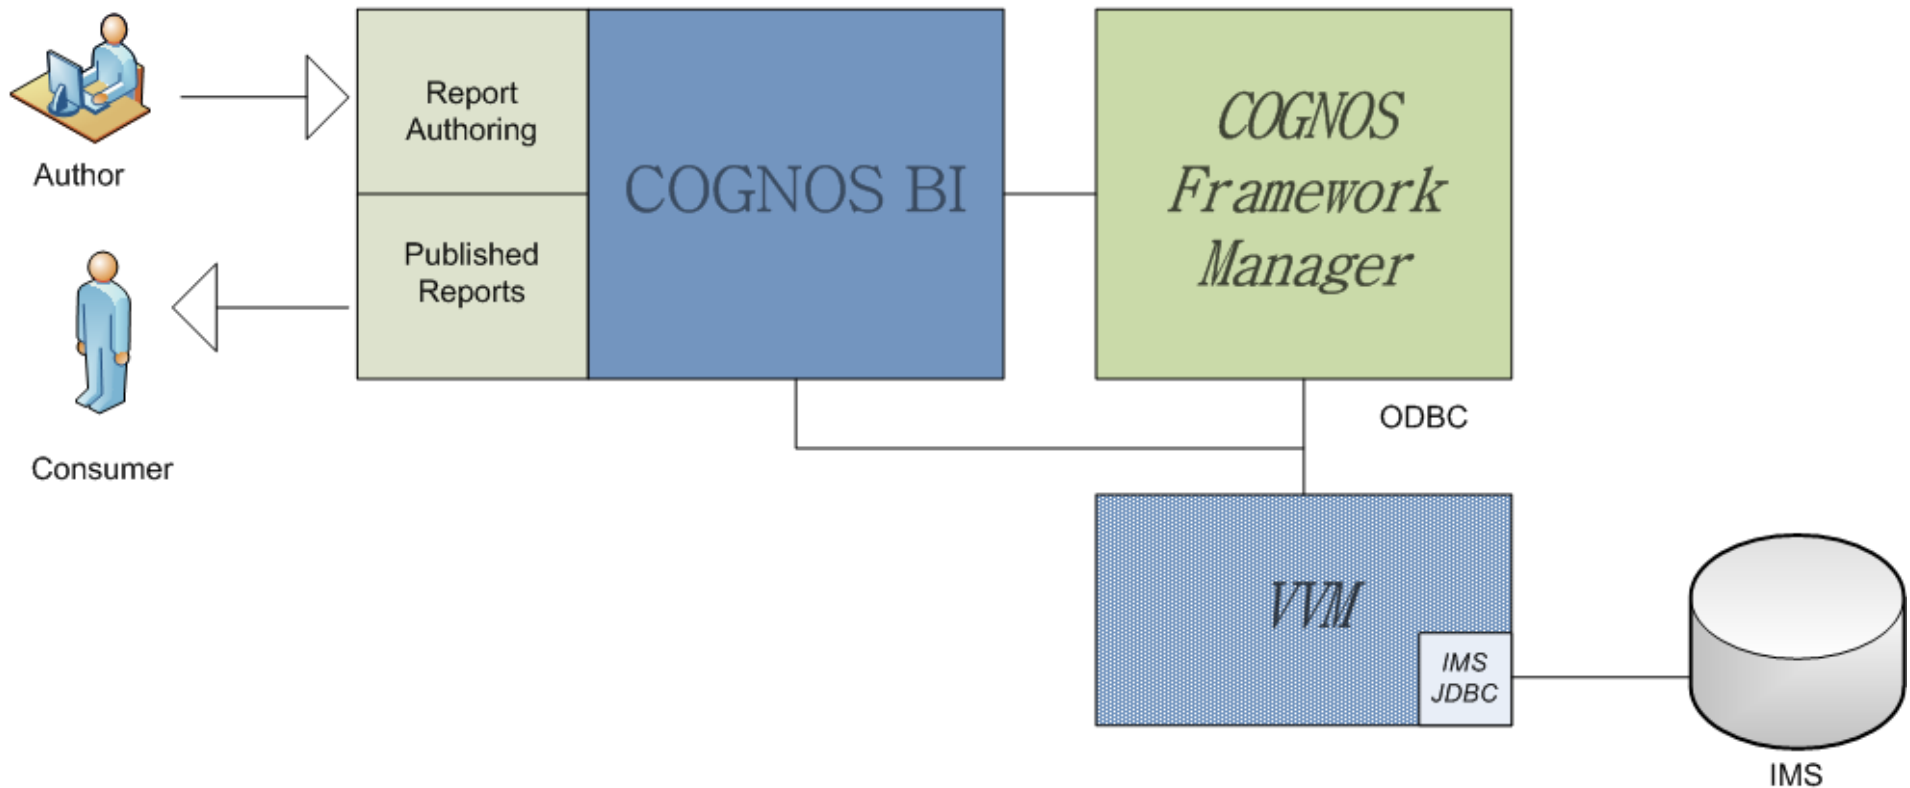 Author
Report
Authoring
Published
Reports
Consumer
COGNOS BI
COGNOS
Framework
Manager
ODBC
VVM
IMS
JDBC
IMS